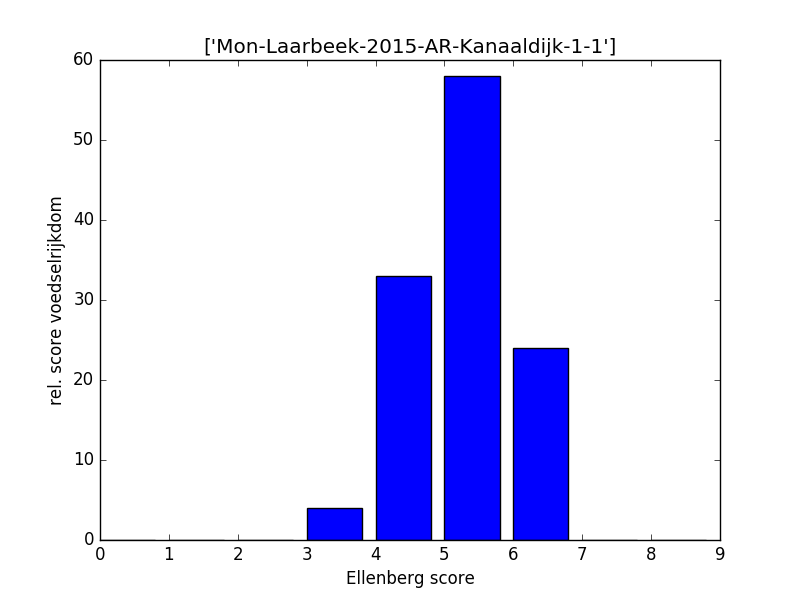 ['Mon-Laarbeek-2015-AR-Kanaaldijk-1-1']
60
50
40
30
20
10
0
rel. score voedselrijkdom
0 1 2 3 4 5 6 7 8 9
Ellenberg score